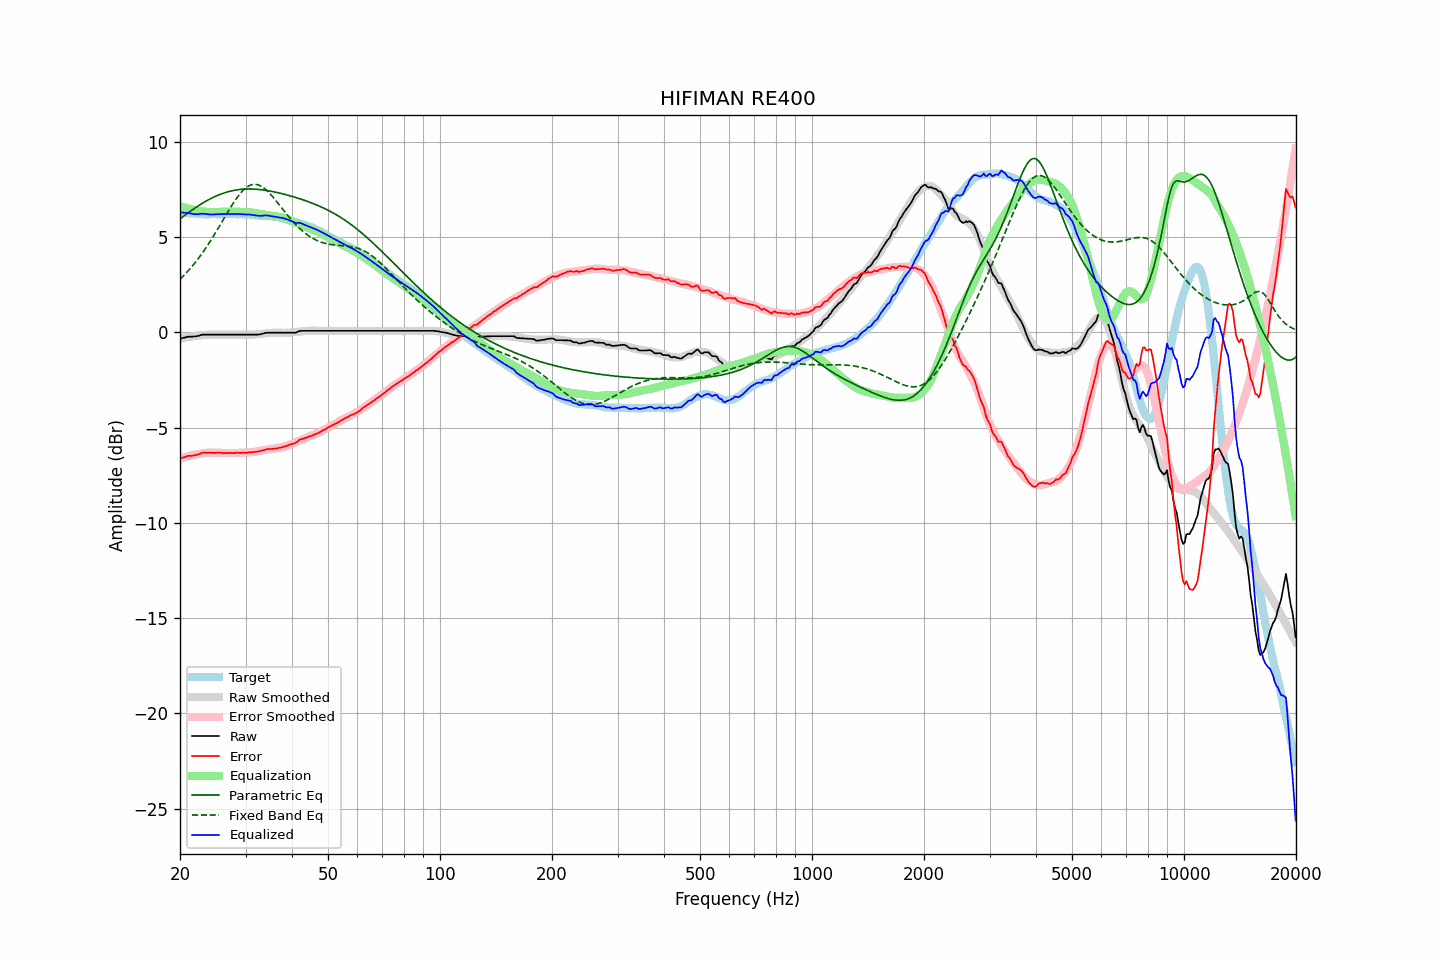 HIFIMAN RE400
10
5
0
−5
−10
−15
−20
−25
Amplitude (dBr)
Target
Raw Smoothed
Error Smoothed
Raw
Error
Equalization
Parametric Eq
Fixed Band Eq
Equalized
20 50 100 200 500 1000 2000 5000 10000 20000
Frequency (Hz)